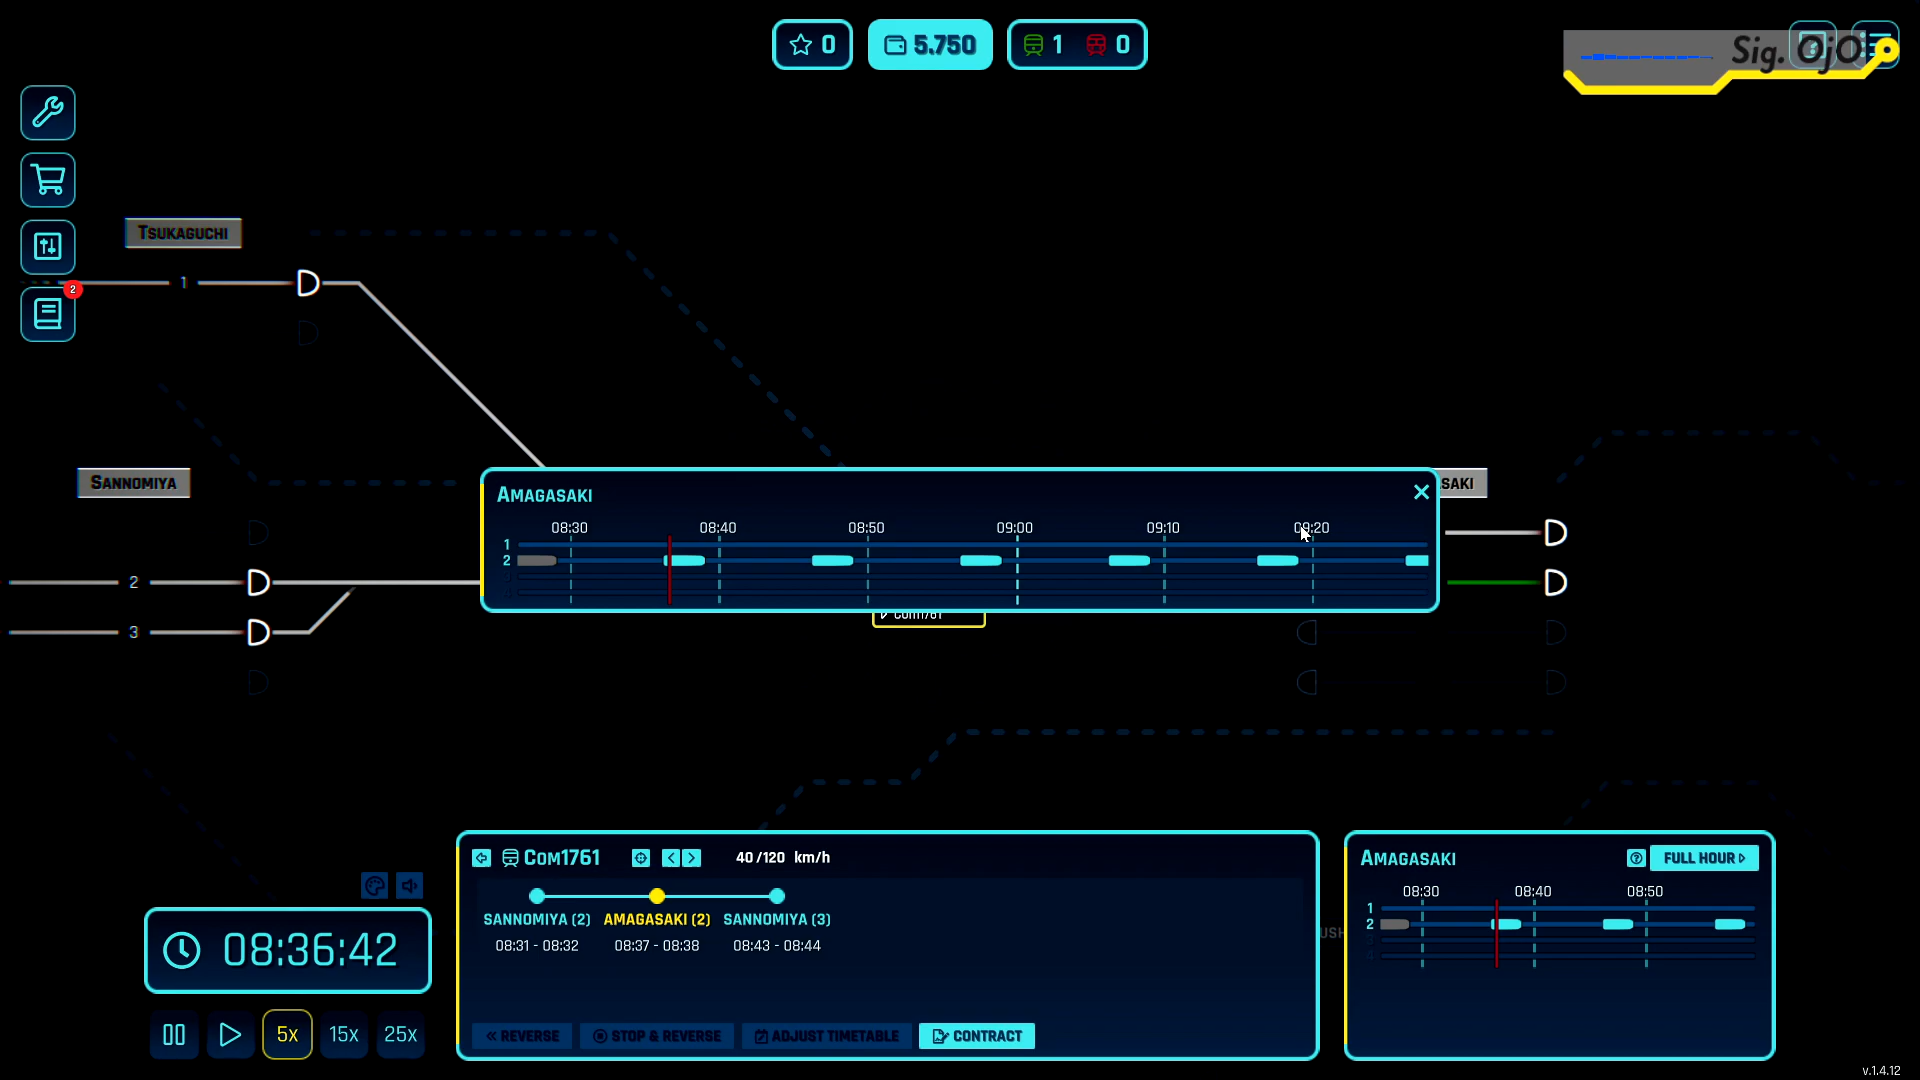 0
5.750
1
0
Sig. OjO
2
TSUKAGUCHI
1
SANNOMIYA
2
3
SAKI
AMAGASAKI
08:30 08:40 08:50 09:00 09:10 09:20
1
2
COM1761
COM1761
40 /120 km/h
SANNOMIYA (2) AMAGASAKI (2) SANNOMIYA (3)
08:31 - 08:32 08:37 - 08:38 08:43 - 08:44
« REVERSE STOP & REVERSE ADJUST TIMETABLE CONTRACT
USH
AMAGASAKI
FULL HOUR
08:30 08:40 08:50
1
2
08:36:42
5x 15x 25x
v.1.4.12